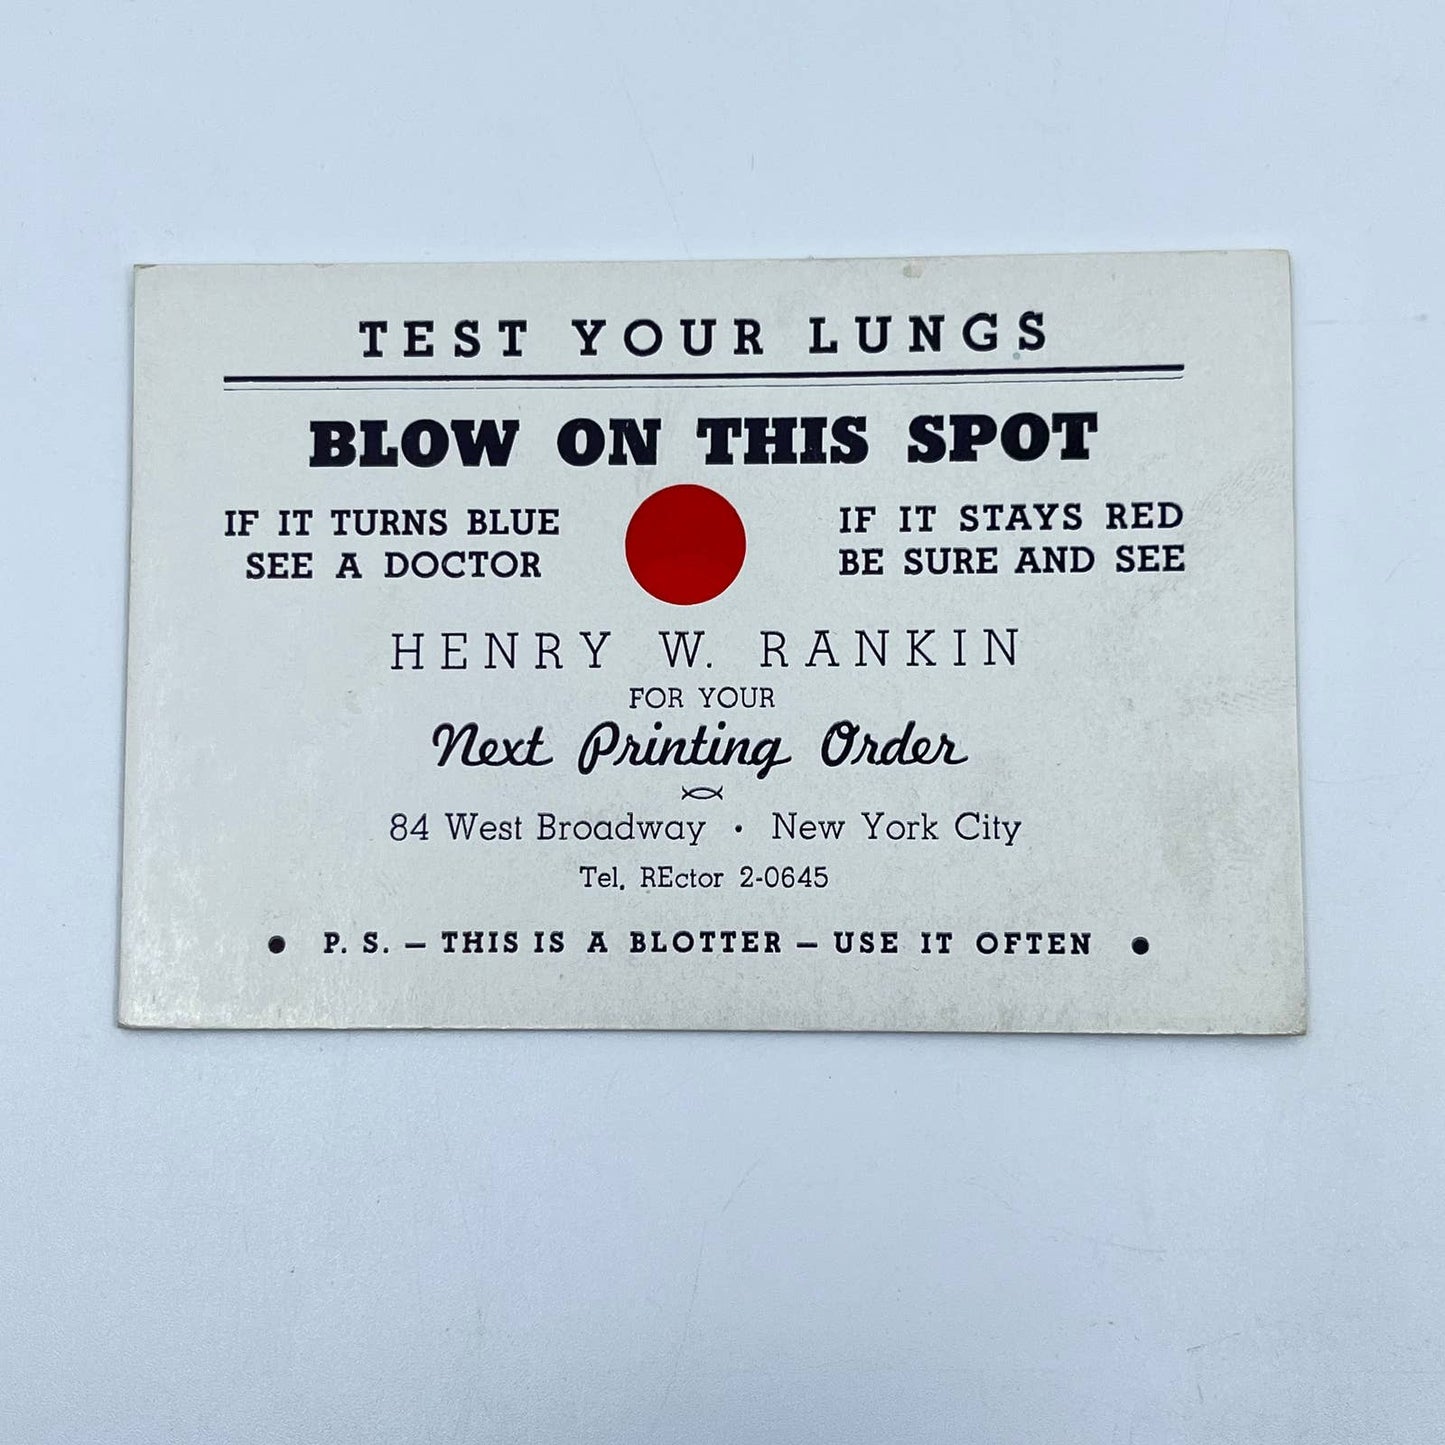 TEST YOUR LUNGS
BLOW ON THIS SPOT
IF IT TURNS BLUE
SEE A DOCTOR
IF IT STAYS RED
BE SURE AND SEE
HENRY W. RANKIN
FOR YOUR
Next Printing Order
84 West Broadway • New York City
Tel. REctor 2-0645
• P. S. — THIS IS A BLOTTER — USE IT OFTEN •